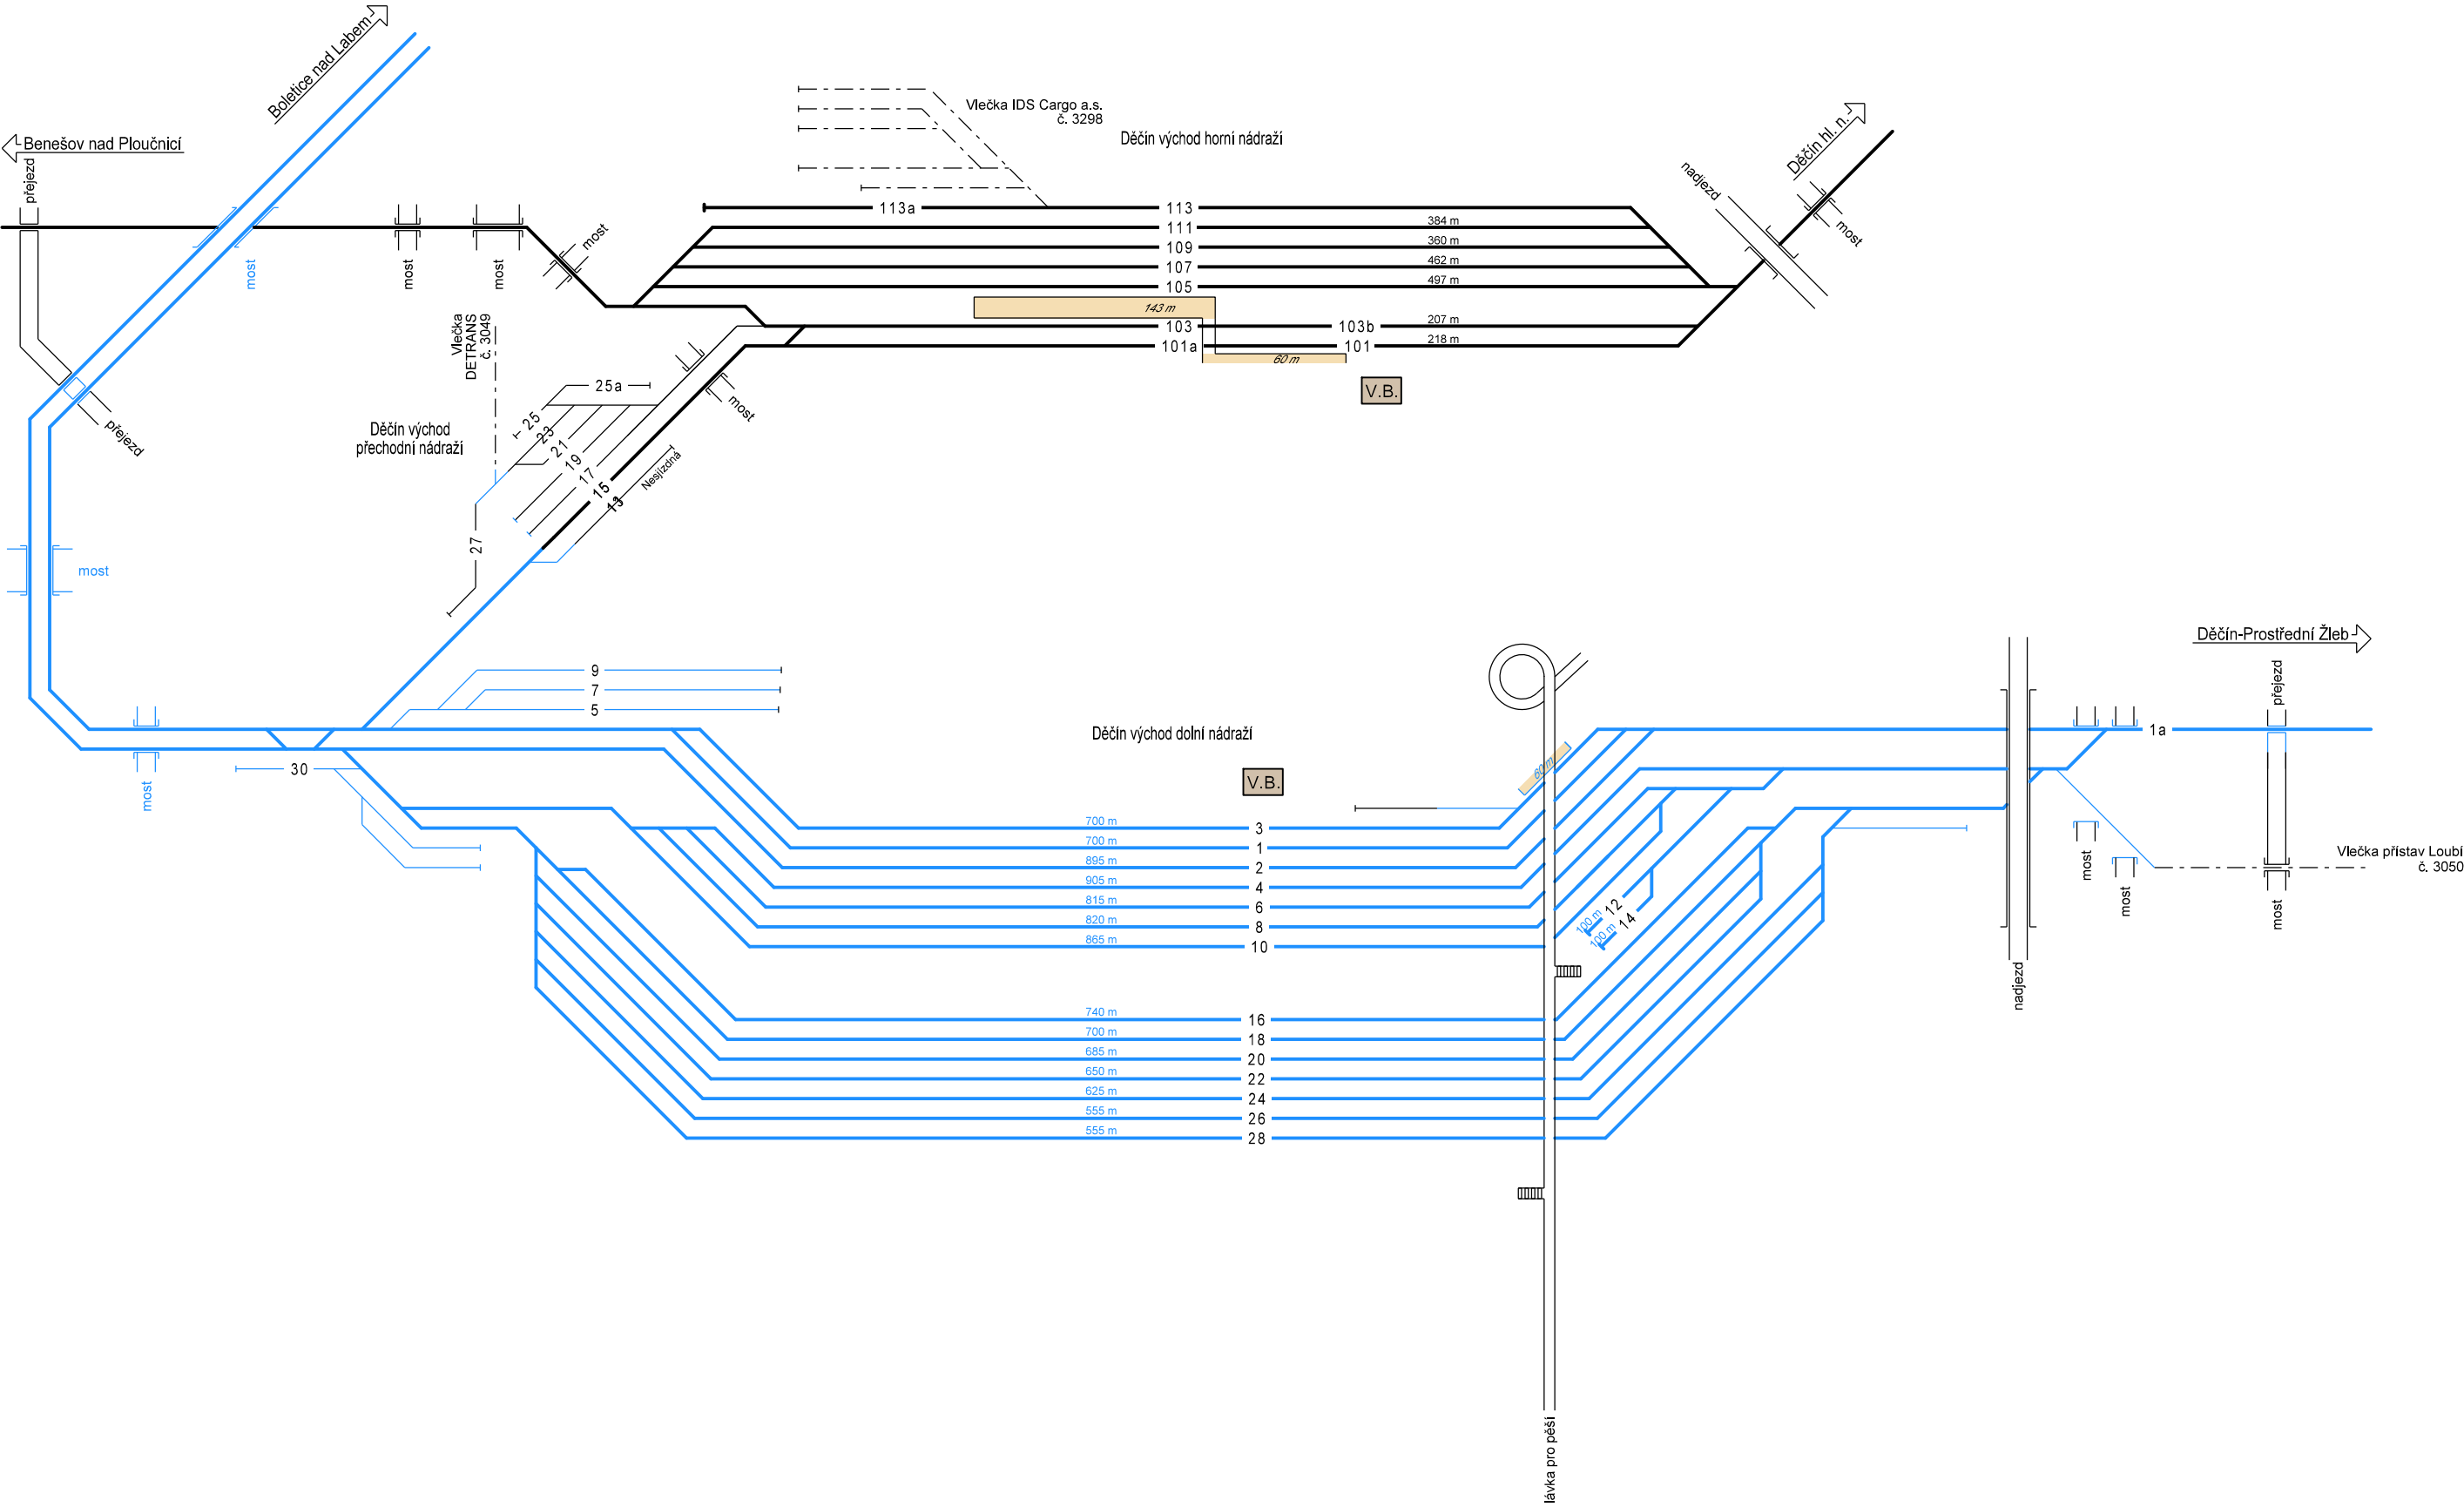 Boletice nad Labem
Benešov nad Ploučnicí
přejezd
most
most
most
most
přejezd
most
most
Vlečka IDS Cargo a.s.
č. 3298
Děčín východ horní nádraží
Děčín hl. n.
nadjezd
most
113a
113
384 m
111
360 m
109
462 m
107
497 m
105
143 m
103
103b
207 m
101a
101
218 m
60 m
V.B.
most
Vlečka
DETRANS
č. 3049
Děčín východ
přechodní nádraží
25a
25
23
21
19
17
15
13
Nesjízdná
27
9
7
5
30
Děčín východ dolní nádraží
V.B.
60 m
700 m
3
700 m
1
895 m
2
905 m
4
815 m
6
820 m
8
865 m
10
100 m
12
100 m
14
740 m
16
700 m
18
685 m
20
650 m
22
625 m
24
555 m
26
555 m
28
lávka pro pěší
nadjezd
Děčín-Prostřední Žleb
přejezd
1a
most
most
most
Vlečka přístav Loubí
č. 3050